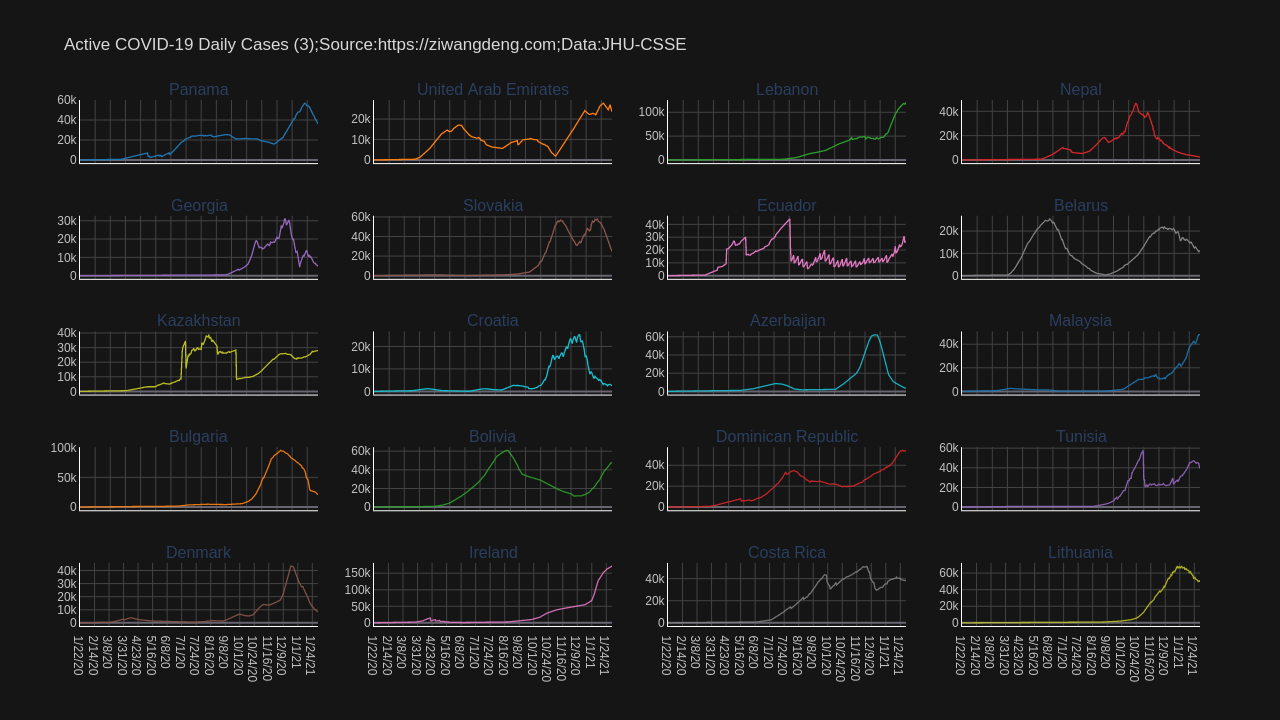 Active COVID-19 Daily Cases (3);Source:https://ziwangdeng.com;Data:JHU-CSSE
Panama
United Arab Emirates
Lebanon
Nepal
60k
40k
20k
0
20k
10k
0
100k
50k
0
40k
20k
0
Georgia
Slovakia
Ecuador
Belarus
30k
20k
10k
0
60k
40k
20k
0
40k
30k
20k
10k
0
20k
10k
0
Kazakhstan
Croatia
Azerbaijan
Malaysia
40k
30k
20k
10k
0
20k
10k
0
60k
40k
20k
0
40k
20k
0
Bulgaria
Bolivia
Dominican Republic
Tunisia
100k
50k
0
60k
40k
20k
0
40k
20k
0
60k
40k
20k
0
Denmark
Ireland
Costa Rica
Lithuania
40k
30k
20k
10k
0
150k
100k
50k
0
40k
20k
0
60k
40k
20k
0
1/22/20
2/14/20
3/8/20
3/31/20
4/23/20
5/16/20
6/8/20
7/1/20
7/24/20
8/16/20
9/8/20
10/1/20
10/24/20
11/16/20
12/9/20
1/1/21
1/24/21
1/22/20
2/14/20
3/8/20
3/31/20
4/23/20
5/16/20
6/8/20
7/1/20
7/24/20
8/16/20
9/8/20
10/1/20
10/24/20
11/16/20
12/9/20
1/1/21
1/24/21
1/22/20
2/14/20
3/8/20
3/31/20
4/23/20
5/16/20
6/8/20
7/1/20
7/24/20
8/16/20
9/8/20
10/1/20
10/24/20
11/16/20
12/9/20
1/1/21
1/24/21
1/22/20
2/14/20
3/8/20
3/31/20
4/23/20
5/16/20
6/8/20
7/1/20
7/24/20
8/16/20
9/8/20
10/1/20
10/24/20
11/16/20
12/9/20
1/1/21
1/24/21